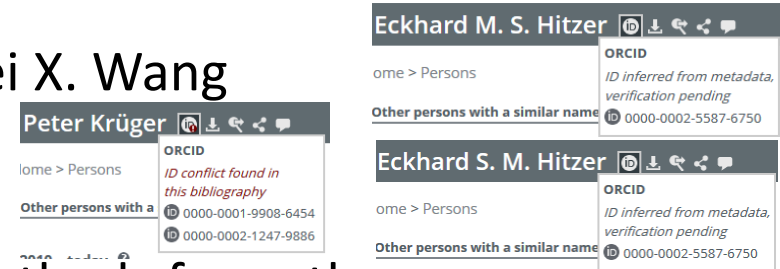 ei X. Wang
Peter Krüger
ORCID
ome > Persons
ID conflict found in
this bibliography
Other persons with a
0000-0001-9908-6454
0000-0002-1247-9886
Eckhard M. S. Hitzer
ORCID
ome > Persons
ID inferred from metadata,
verification pending
Other persons with a similar name
0000-0002-5587-6750
Eckhard S. M. Hitzer
ORCID
ome > Persons
ID inferred from metadata,
verification pending
Other persons with a similar name
0000-0002-5587-6750